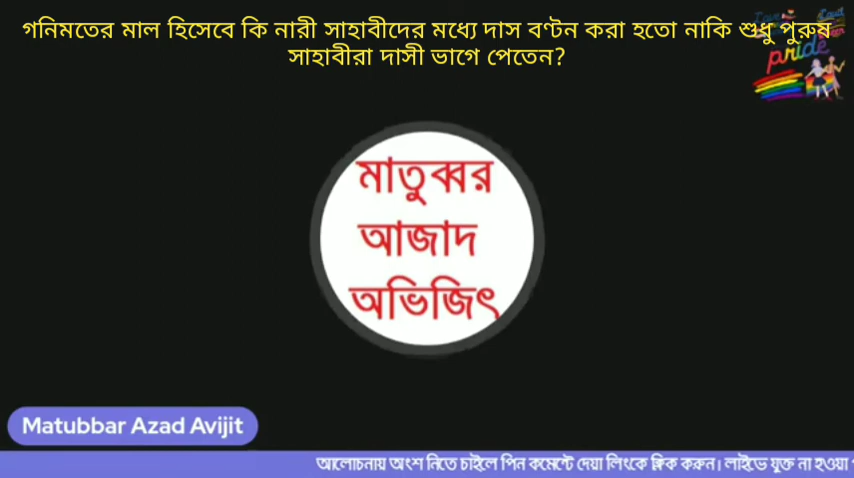 গনিমতের মাল হিসেবে কি নারী সাহাবীদের মধ্যে দাস বণ্টন করা হতো নাকি শুধু পুরুষ
সাহাবীরা দাসী ভাগে পেতেন?
pride
মাতুব্বর
আজাদ
অভিজিৎ
Matubbar Azad Avijit
আলোচনায় অংশ নিতে চাইলে পিন কমেন্টে দেয়া লিংকে ক্লিক করুন। লাইভে যুক্ত না হওয়া